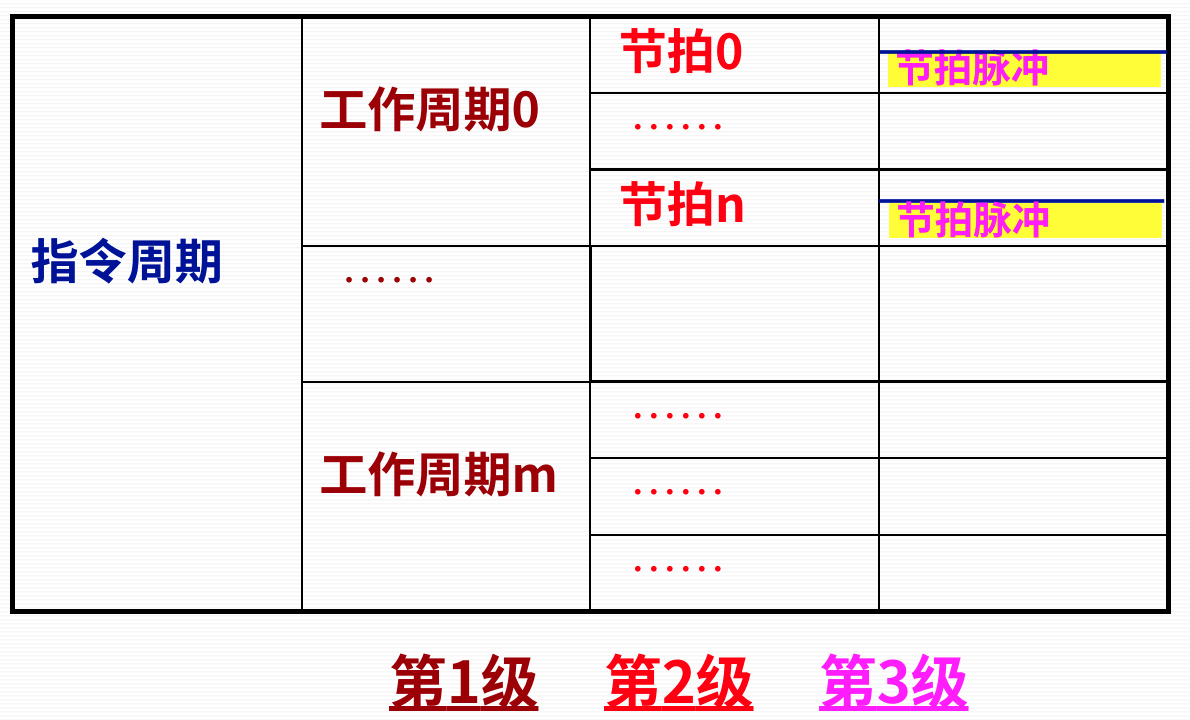 节拍0
节拍脉冲
工作周期0
......
节拍n
节拍脉冲
指令周期
......
......
工作周期m
......
......
第1级 第2级 第3级